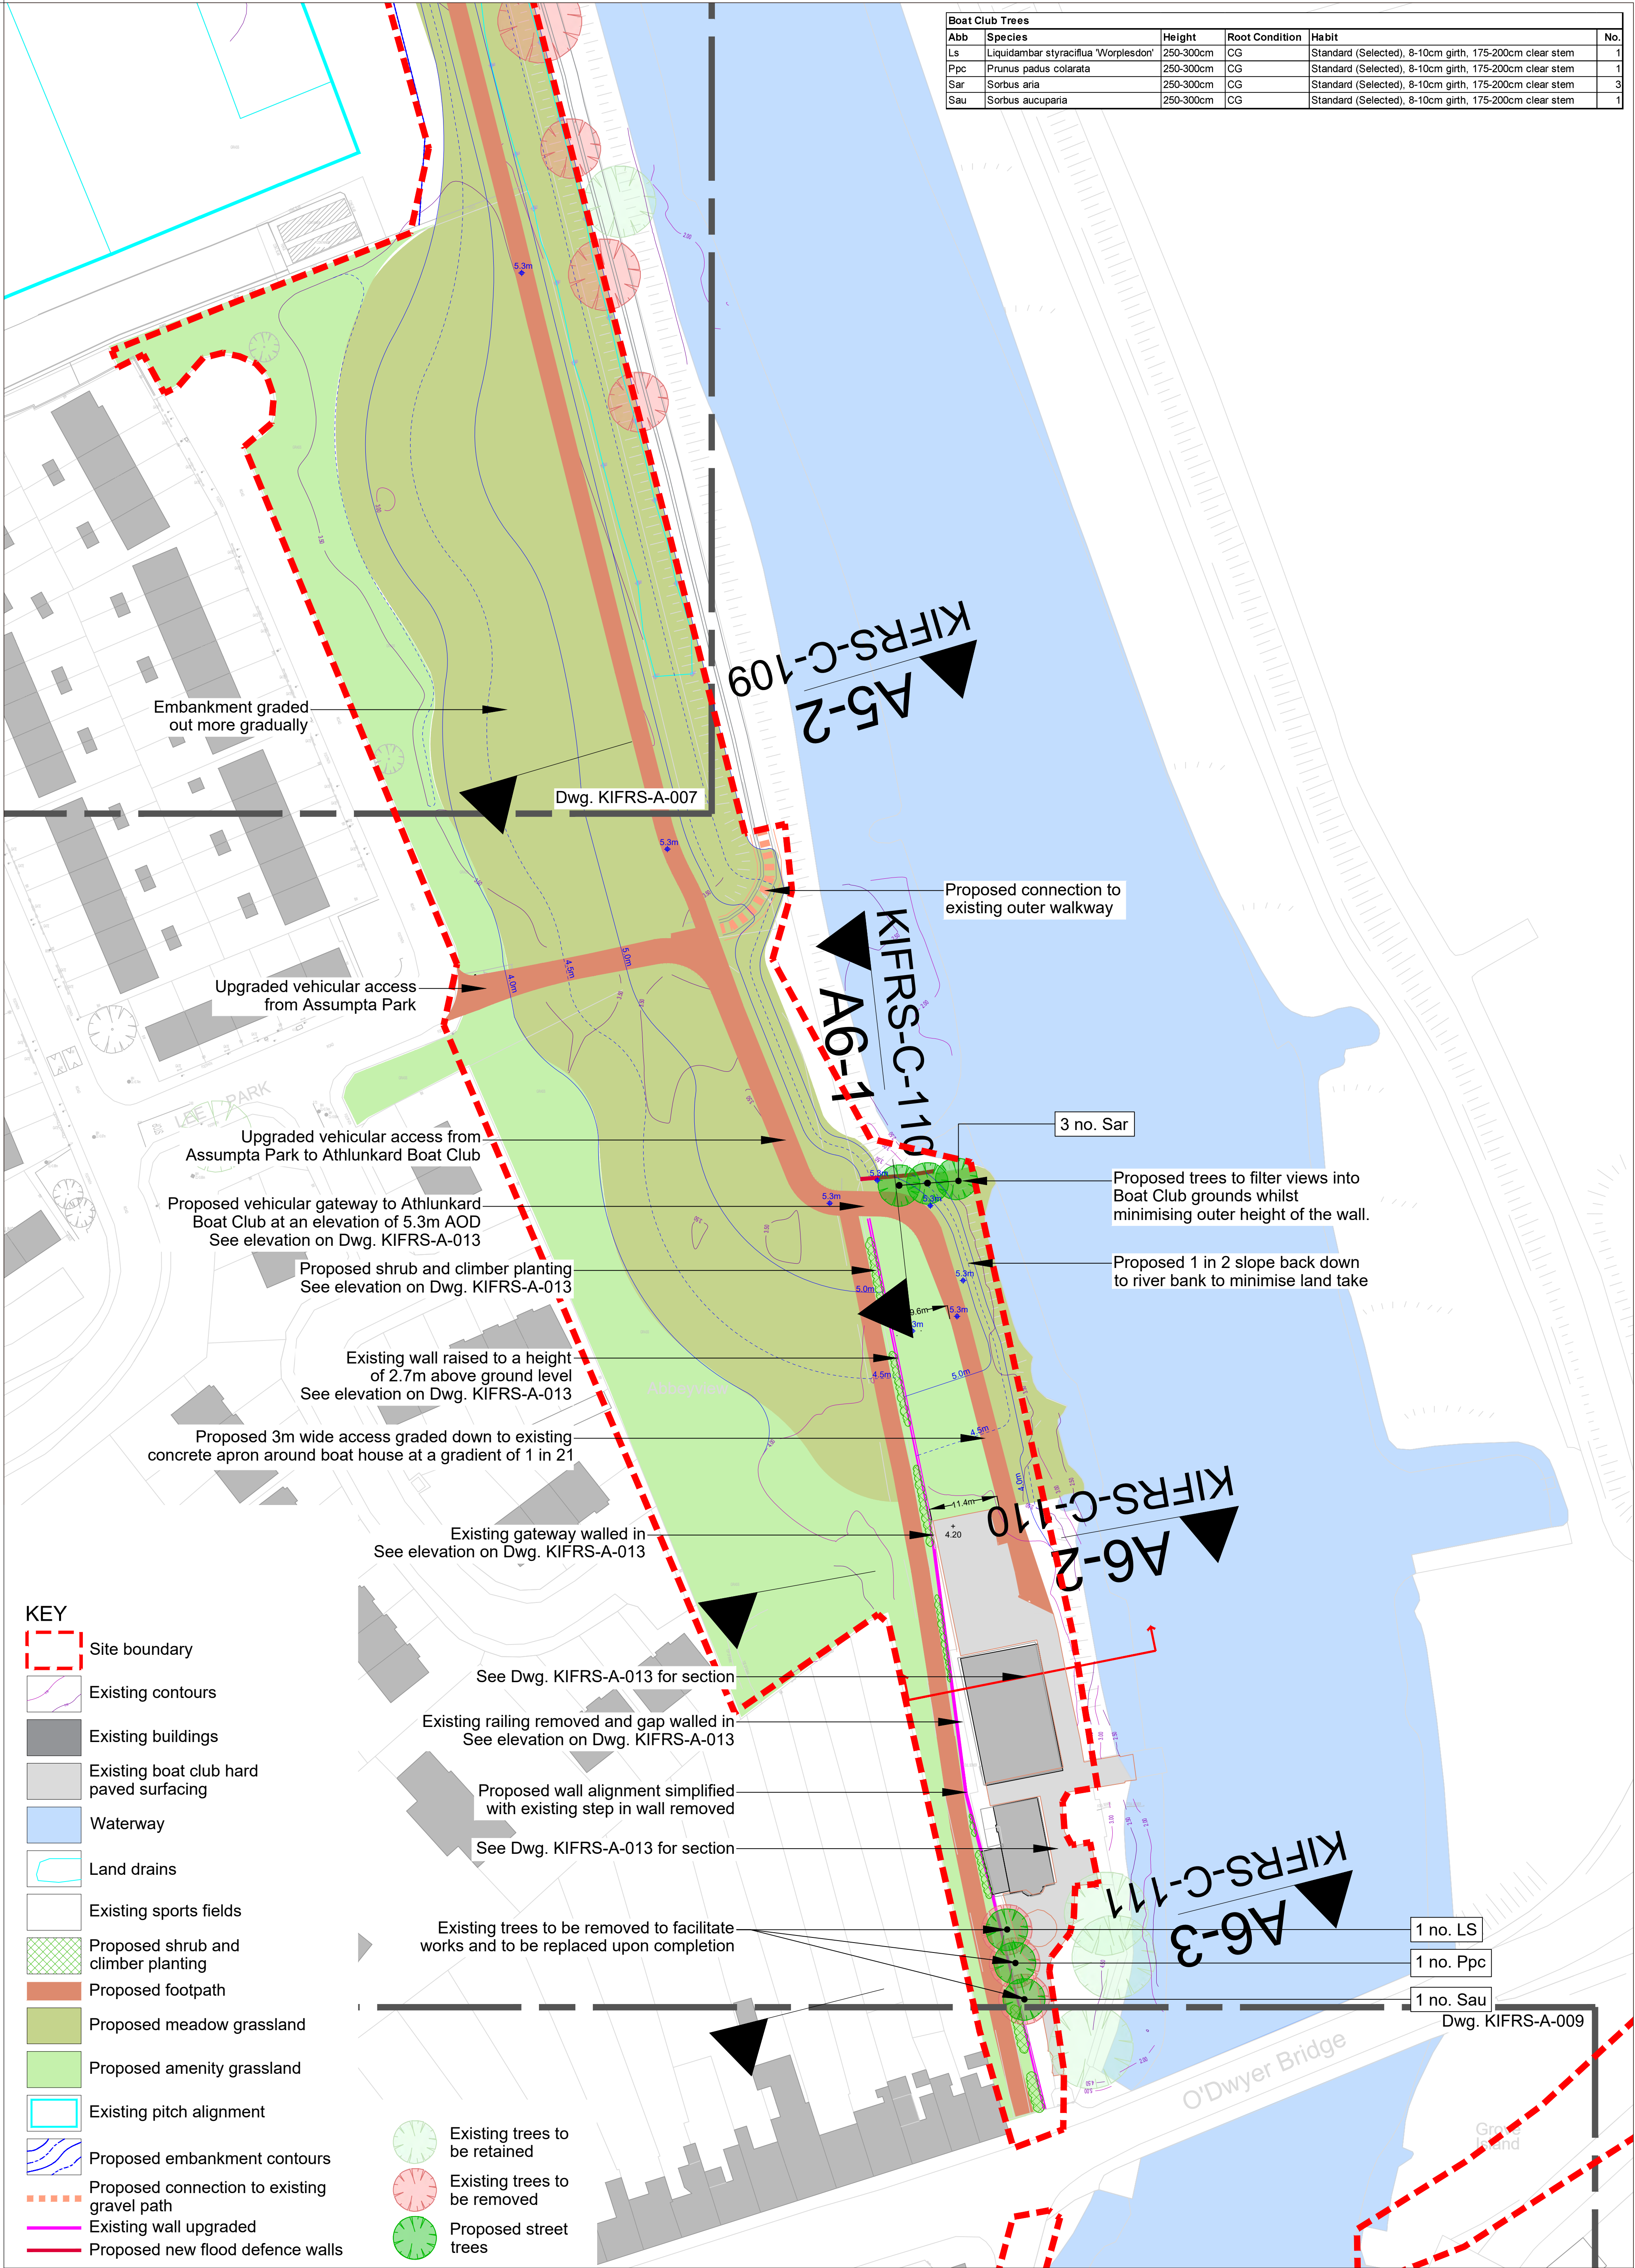 Boat Club Trees
Abb Species Height Root Condition Habit No.
Ls Liquidambar styraciflua 'Worplesdon' 250-300cm CG Standard (Selected), 8-10cm girth, 175-200cm clear stem 1
Ppc Prunus padus colarata 250-300cm CG Standard (Selected), 8-10cm girth, 175-200cm clear stem 1
Sar Sorbus aria 250-300cm CG Standard (Selected), 8-10cm girth, 175-200cm clear stem 3
Sau Sorbus aucuparia 250-300cm CG Standard (Selected), 8-10cm girth, 175-200cm clear stem 1
5.3m
KIFRS-C-109
A5-2
Embankment graded
out more gradually
Dwg. KIFRS-A-007
5.3m
Proposed connection to
existing outer walkway
KIFRS-C-110
A6-1
5.0m
4.5m
4.0m
Upgraded vehicular access
from Assumpta Park
LEE PARK
3 no. Sar
Upgraded vehicular access from
Assumpta Park to Athlunkard Boat Club
Proposed trees to filter views into
Boat Club grounds whilst
minimising outer height of the wall.
5.3m
5.3m
5.3m
Proposed vehicular gateway to Athlunkard
Boat Club at an elevation of 5.3m AOD
See elevation on Dwg. KIFRS-A-013
Proposed shrub and climber planting
See elevation on Dwg. KIFRS-A-013
Proposed 1 in 2 slope back down
to river bank to minimise land take
5.3m
5.0m
9.6m
5.3m
3m
Existing wall raised to a height
of 2.7m above ground level
See elevation on Dwg. KIFRS-A-013
4.5m
5.0m
Proposed 3m wide access graded down to existing
concrete apron around boat house at a gradient of 1 in 21
4.5m
4.0m
KIFRS-C-110
A6-2
11.4m
4.20
Existing gateway walled in
See elevation on Dwg. KIFRS-A-013
See Dwg. KIFRS-A-013 for section
Existing railing removed and gap walled in
See elevation on Dwg. KIFRS-A-013
Proposed wall alignment simplified
with existing step in wall removed
See Dwg. KIFRS-A-013 for section
KIFRS-C-111
A6-3
Existing trees to be removed to facilitate
works and to be replaced upon completion
1 no. LS
1 no. Ppc
1 no. Sau
Dwg. KIFRS-A-009
O'Dwyer Bridge
Grove
Island
KEY
Site boundary
Existing contours
Existing buildings
Existing boat club hard
paved surfacing
Waterway
Land drains
Existing sports fields
Proposed shrub and
climber planting
Proposed footpath
Proposed meadow grassland
Proposed amenity grassland
Existing pitch alignment
Proposed embankment contours
Proposed connection to existing
gravel path
Existing wall upgraded
Proposed new flood defence walls
Existing trees to
be retained
Existing trees to
be removed
Proposed street
trees